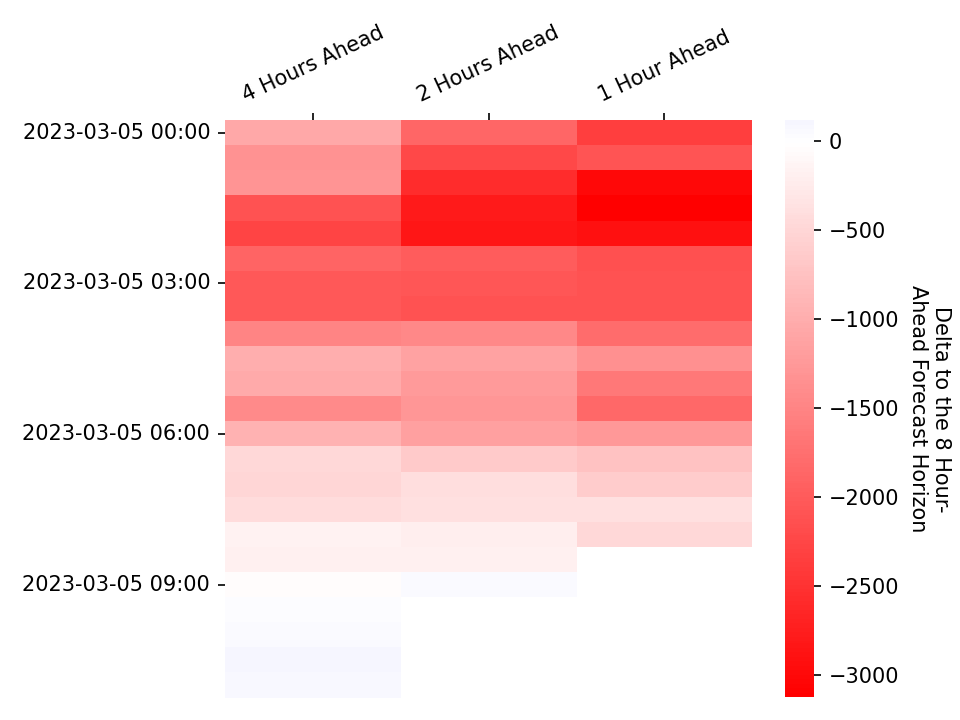 4 Hours Ahead
2 Hours Ahead
1 Hour Ahead
2023-03-05 00:00
2023-03-05 03:00
2023-03-05 06:00
2023-03-05 09:00
0
−500
−1000
−1500
−2000
−2500
−3000
Delta to the 8 Hour-
Ahead Forecast Horizon